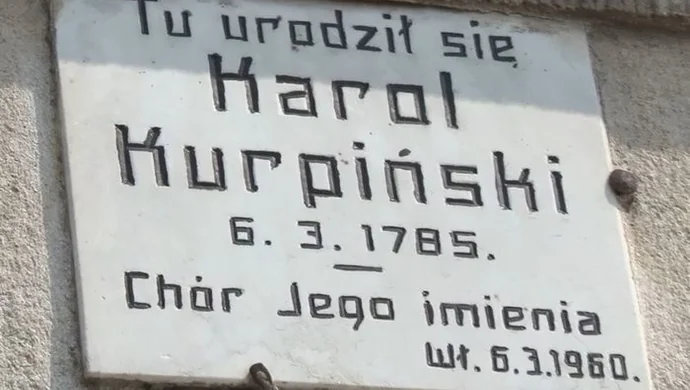 Tu urodził się
Karol
Kurpiński
6. 3. 1785.
Chór Jego imienia
Wł. 6.3.1960.